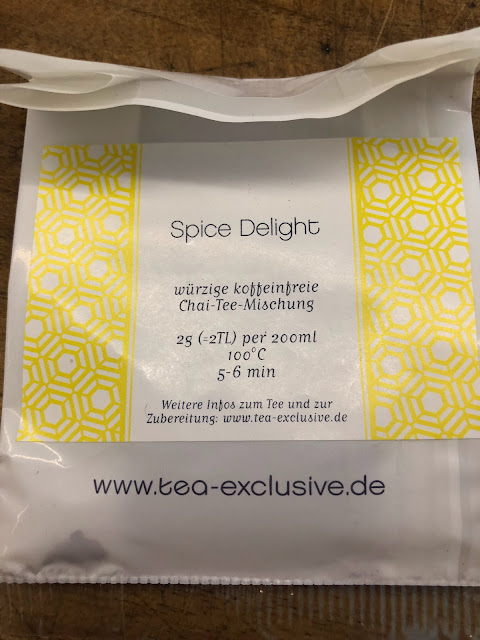 Spice Delight
würzige koffeinfreie
Chai-Tee-Mischung
2g (=2TL) per 200ml
100°C
5-6 min
Weitere Infos zum Tee und zur
Zubereitung: www.tea-exclusive.de
www.tea-exclusive.de